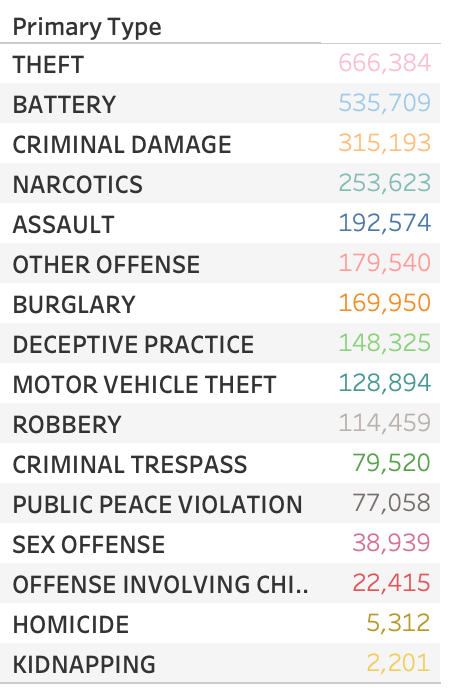 Primary Type
THEFT 666,384
BATTERY 535,709
CRIMINAL DAMAGE 315,193
NARCOTICS 253,623
ASSAULT 192,574
OTHER OFFENSE 179,540
BURGLARY 169,950
DECEPTIVE PRACTICE 148,325
MOTOR VEHICLE THEFT 128,894
ROBBERY 114,459
CRIMINAL TRESPASS 79,520
PUBLIC PEACE VIOLATION 77,058
SEX OFFENSE 38,939
OFFENSE INVOLVING CHI.. 22,415
HOMICIDE 5,312
KIDNAPPING 2,201